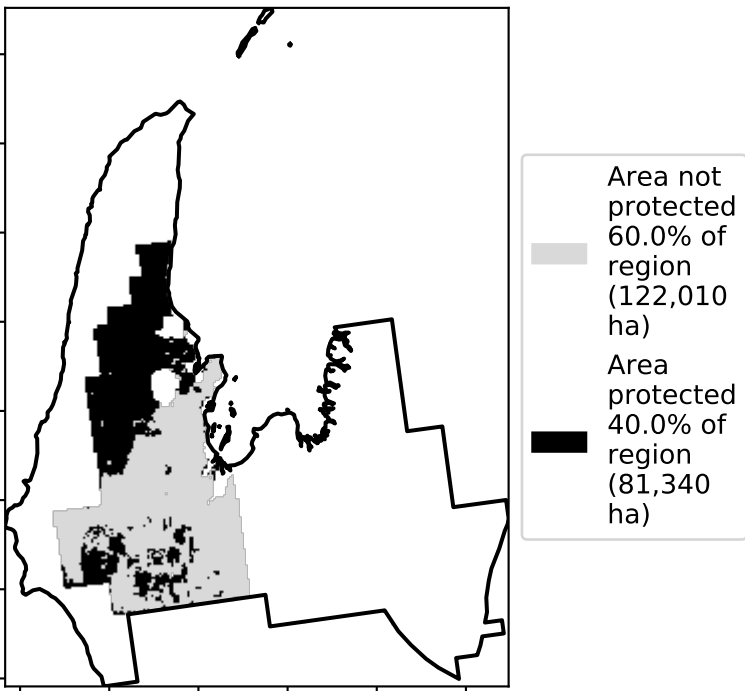 Area not
protected
60.0% of
region
(122,010
ha)
Area
protected
40.0% of
region
(81,340
ha)